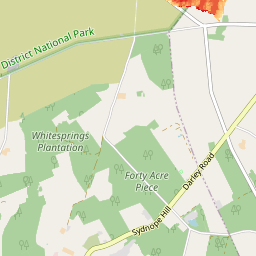 District National Park
Whitesprings
Plantation
Forty Acre
Piece
Darley Road
Sydnope Hill